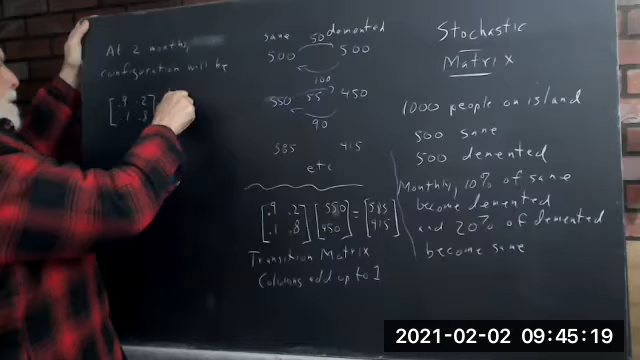 At 2 months,
configuration will be
[.9 .2
.1 .8]
sane 50 demented
500 500
100
550 55 450
90
585 415
etc
[.9 .2
.1 .8] [550
450] = [585
415]
Transition Matrix
Columns add up to 1
Stochastic
Matrix
1000 people on island
500 sane
500 demented
Monthly, 10% of sane
become demented
and 20% of demented
become sane
2021-02-02 09:45:19